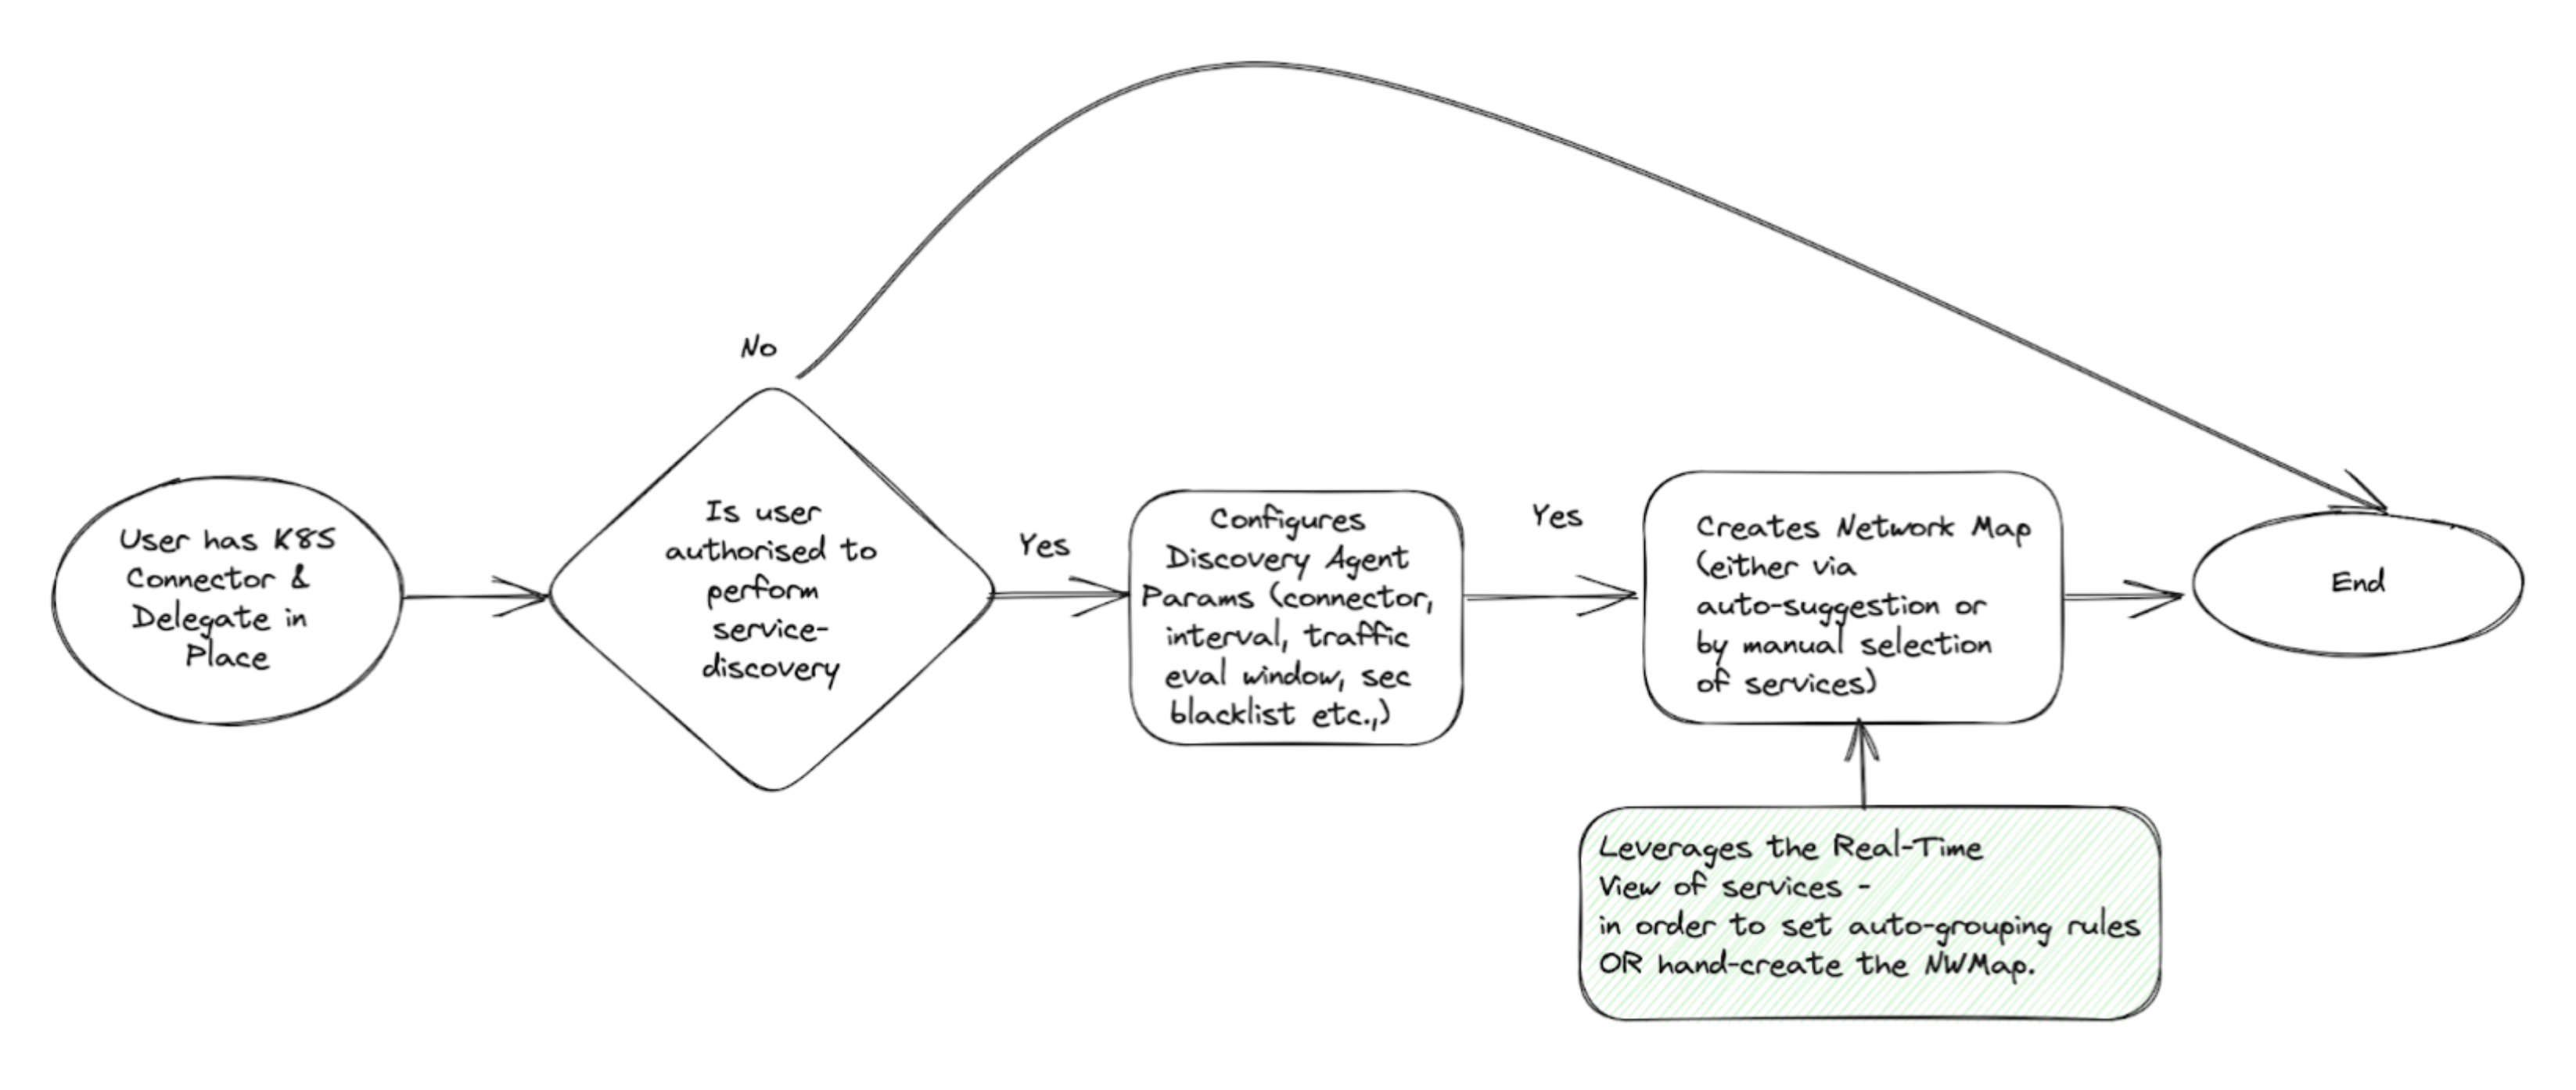 No
User has K8S
Connector &
Delegate in
Place
Is user
authorised to
perform
service-
discovery
Yes
Configures
Discovery Agent
Params (connector,
interval, traffic
eval window, sec
blacklist etc.,)
Yes
Creates Network Map
(either via
auto-suggestion or
by manual selection
of services)
End
Leverages the Real-Time
View of services -
in order to set auto-grouping rules
OR hand-create the NWMap.